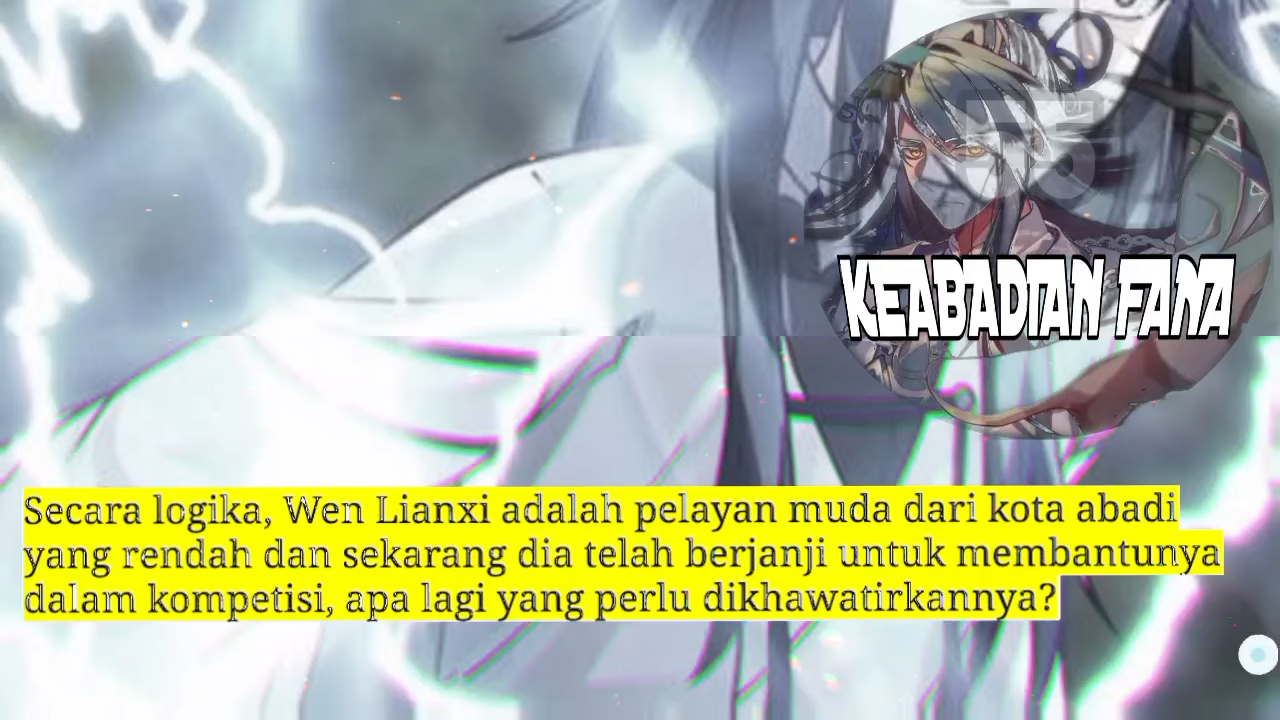 KEABADIAN FANA
Secara logika, Wen Lianxi adalah pelayan muda dari kota abadi
yang rendah dan sekarang dia telah berjanji untuk membantunya
dalam kompetisi, apa lagi yang perlu dikhawatirkannya?